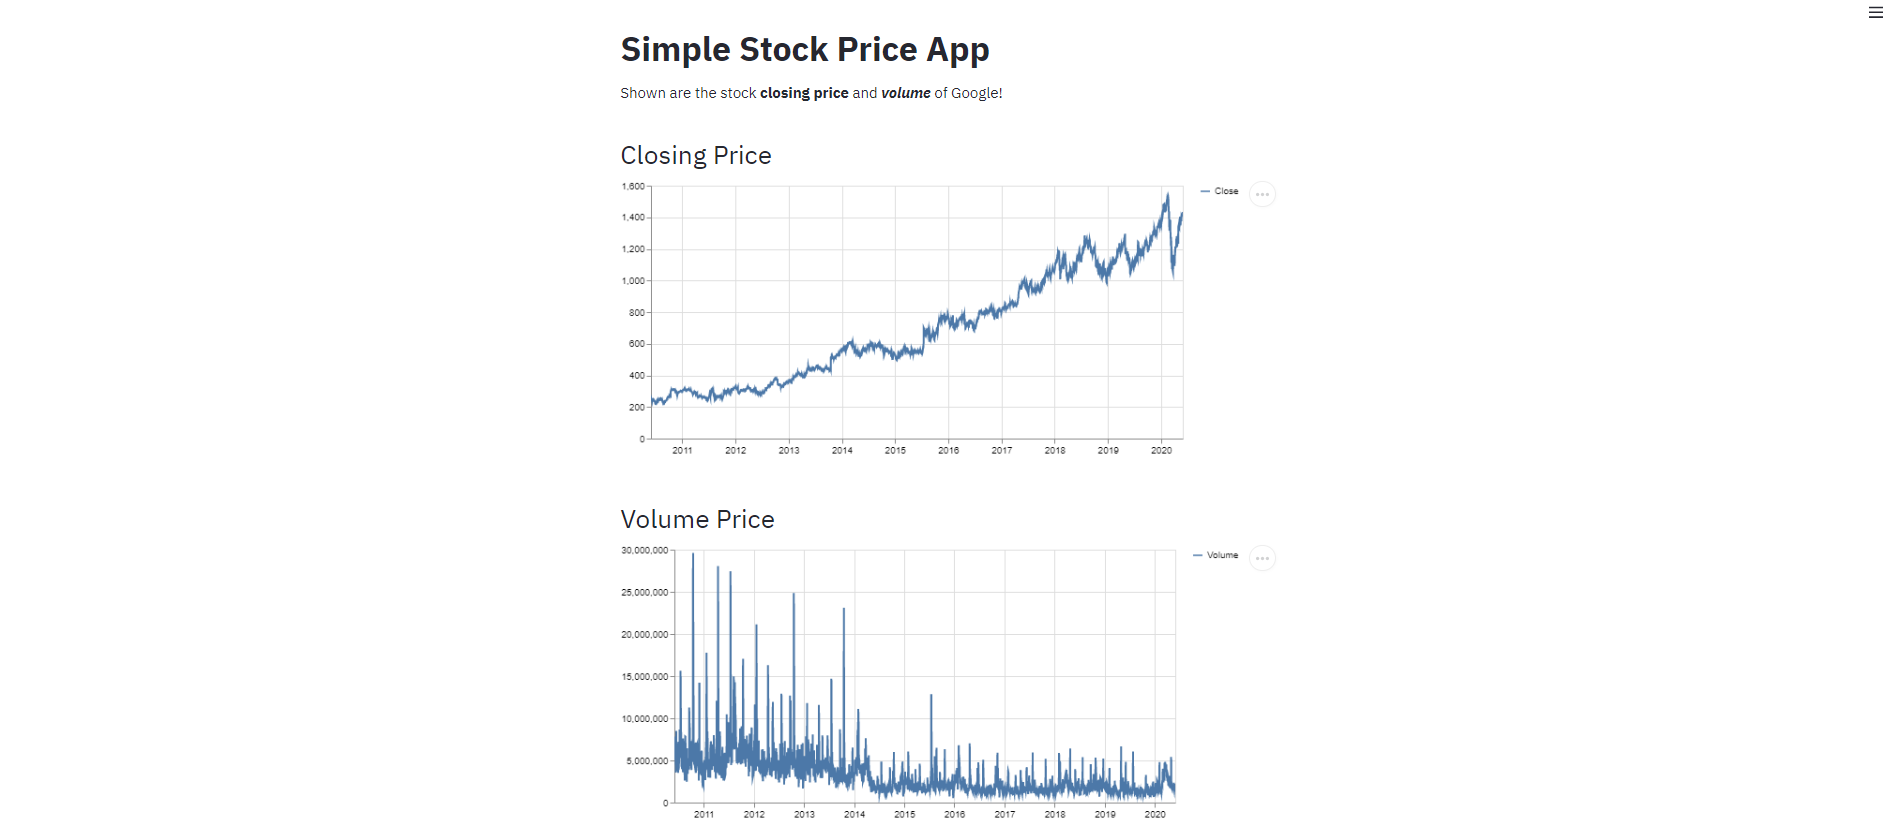 Simple Stock Price App
Shown are the stock closing price and volume of Google!
Closing Price
1,600
1,400
1,200
1,000
800
600
400
200
0
2011 2012 2013 2014 2015 2016 2017 2018 2019 2020
Close
Volume Price
30,000,000
25,000,000
20,000,000
15,000,000
10,000,000
5,000,000
0
2011 2012 2013 2014 2015 2016 2017 2018 2019 2020
Volume